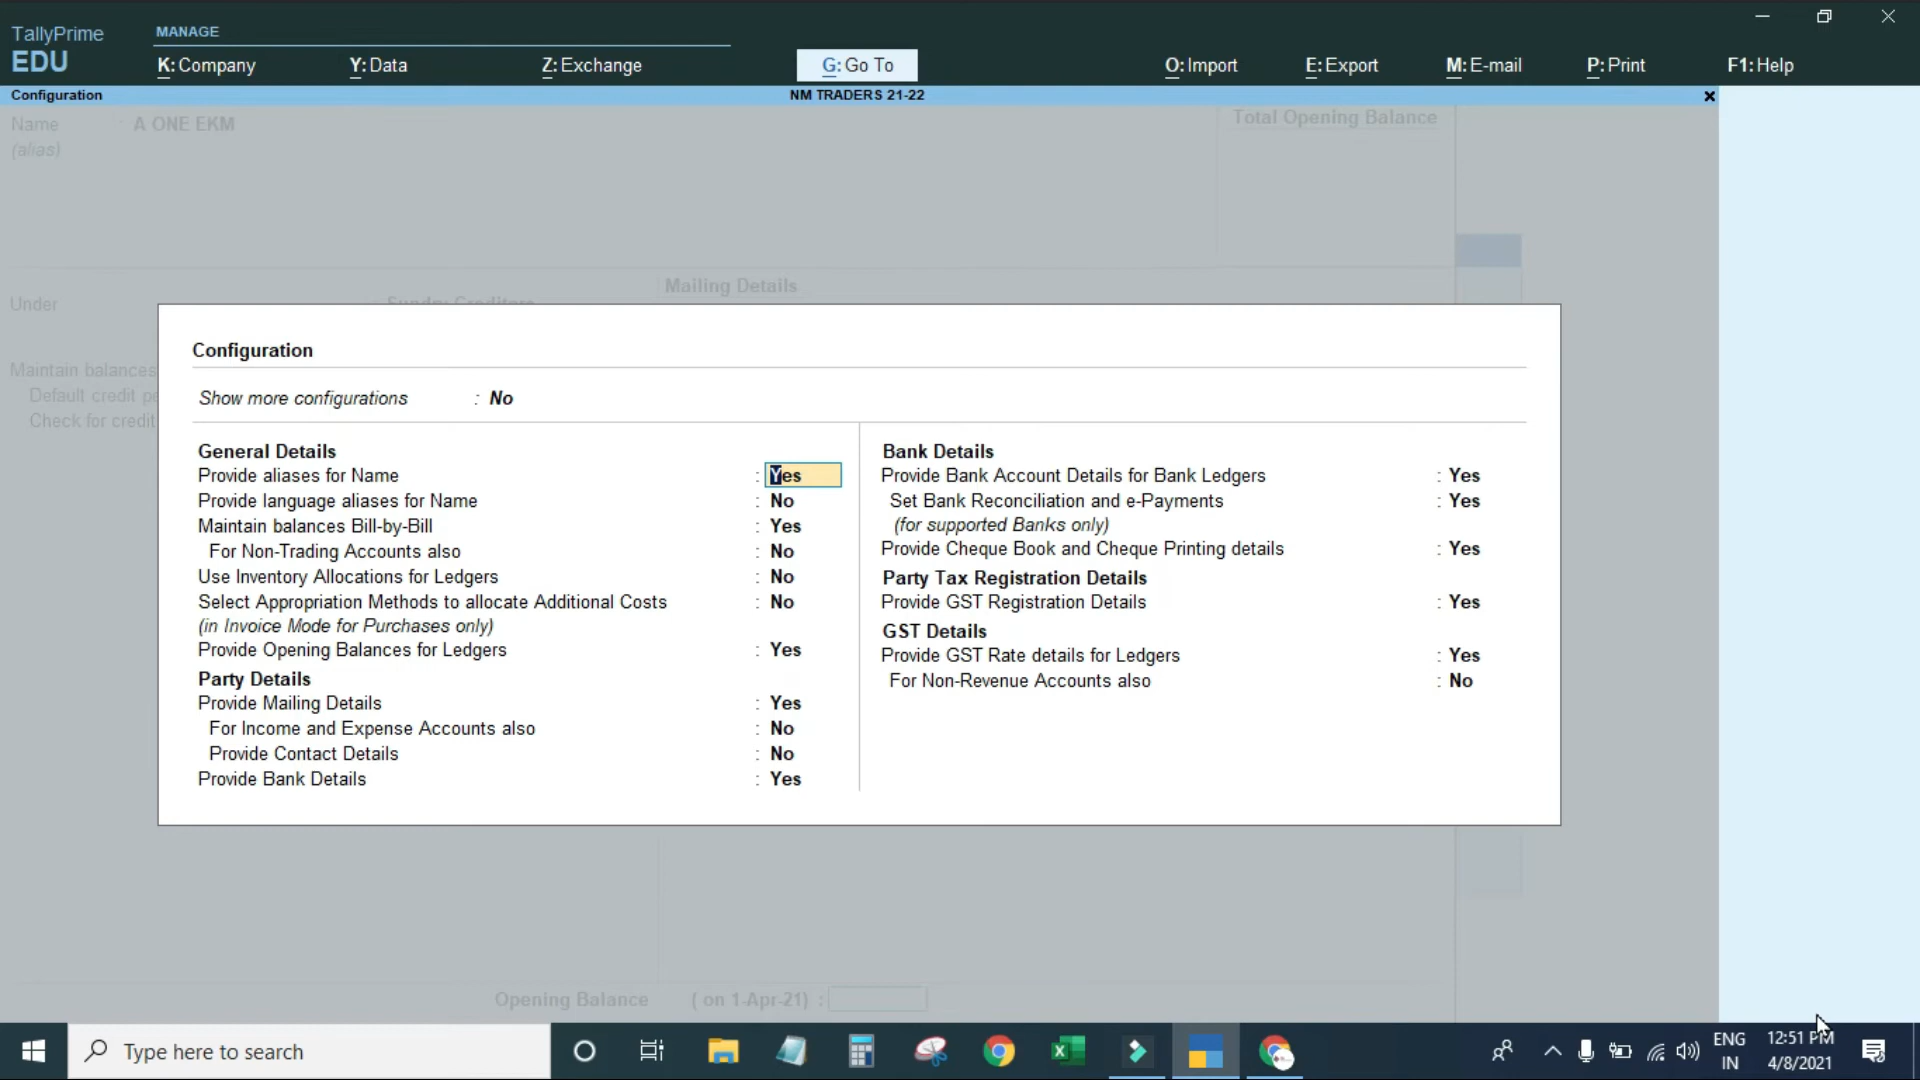 TallyPrime
EDU
MANAGE
K: Company
Y: Data
Z: Exchange
G: Go To
O: Import
E: Export
M: E-mail
P: Print
F1: Help
Configuration
NM TRADERS 21-22
Name : A ONE EKM
(alias)
Total Opening Balance
Under : Sundry Creditors
Mailing Details
Maintain balances
Default credit
Check for credit
Configuration
Show more configurations : No
General Details
Provide aliases for Name : Yes
Provide language aliases for Name : No
Maintain balances Bill-by-Bill : Yes
For Non-Trading Accounts also : No
Use Inventory Allocations for Ledgers : No
Select Appropriation Methods to allocate Additional Costs : No
(in Invoice Mode for Purchases only)
Provide Opening Balances for Ledgers : Yes
Party Details
Provide Mailing Details : Yes
For Income and Expense Accounts also : No
Provide Contact Details : No
Provide Bank Details : Yes
Bank Details
Provide Bank Account Details for Bank Ledgers : Yes
Set Bank Reconciliation and e-Payments : Yes
(for supported Banks only)
Provide Cheque Book and Cheque Printing details : Yes
Party Tax Registration Details
Provide GST Registration Details : Yes
GST Details
Provide GST Rate details for Ledgers : Yes
For Non-Revenue Accounts also : No
Opening Balance ( on 1-Apr-21) :
Type here to search
ENG
IN
12:51 PM
4/8/2021